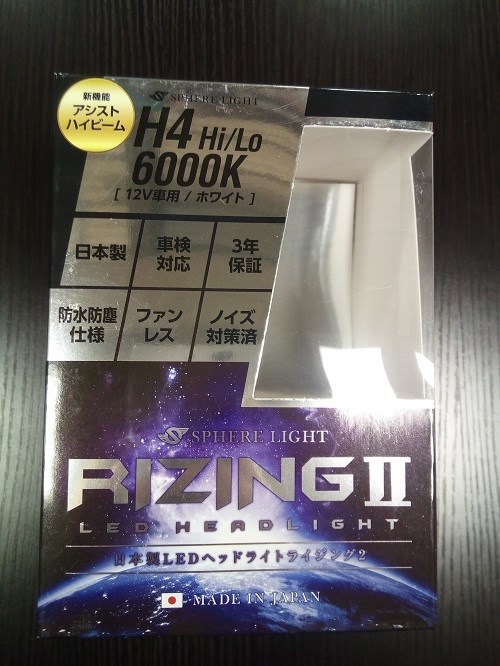 新機能
アシスト
ハイビーム
SPHERE LIGHT
H4 Hi/Lo
6000K
[ 12V車用 / ホワイト ]
日本製
車検
対応
3年
保証
防水防塵
仕様
ファン
レス
ノイズ
対策済
SPHERE LIGHT
RIZING II
LED HEADLIGHT
日本製LEDヘッドライトライジング2
MADE IN JAPAN